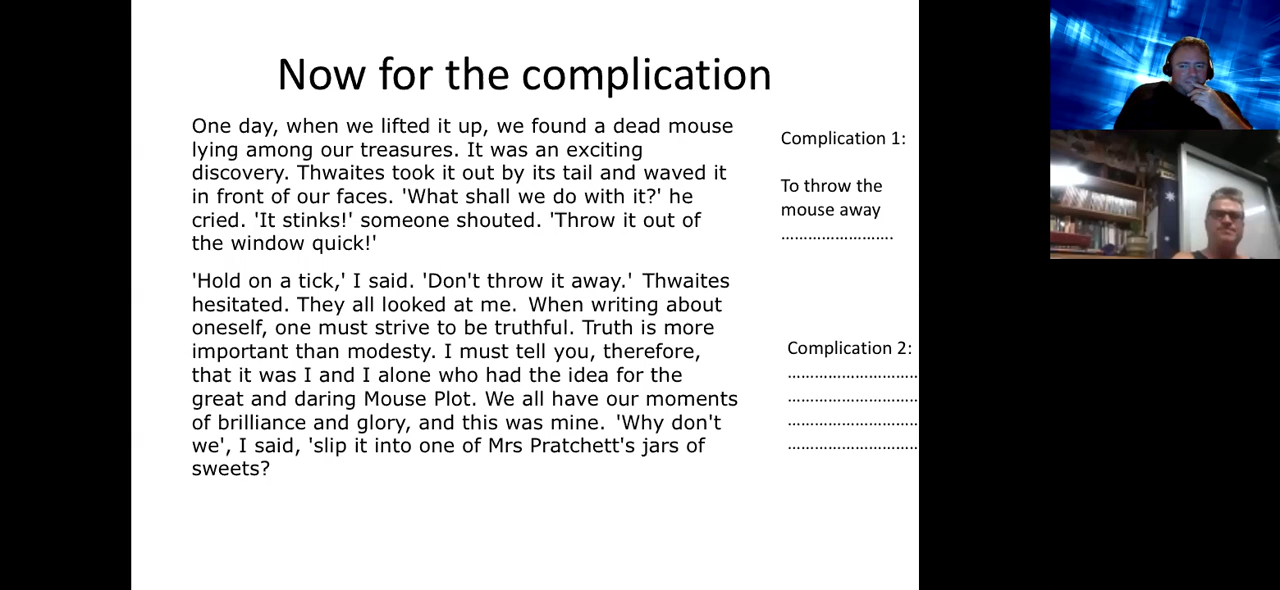 Now for the complication
One day, when we lifted it up, we found a dead mouse
lying among our treasures. It was an exciting
discovery. Thwaites took it out by its tail and waved it
in front of our faces. 'What shall we do with it?' he
cried. 'It stinks!' someone shouted. 'Throw it out of
the window quick!'
'Hold on a tick,' I said. 'Don't throw it away.' Thwaites
hesitated. They all looked at me. When writing about
oneself, one must strive to be truthful. Truth is more
important than modesty. I must tell you, therefore,
that it was I and I alone who had the idea for the
great and daring Mouse Plot. We all have our moments
of brilliance and glory, and this was mine. 'Why don't
we', I said, 'slip it into one of Mrs Pratchett's jars of
sweets?
Complication 1:
To throw the
mouse away
…………………….
Complication 2:
………………………..
………………………..
………………………..
………………………..